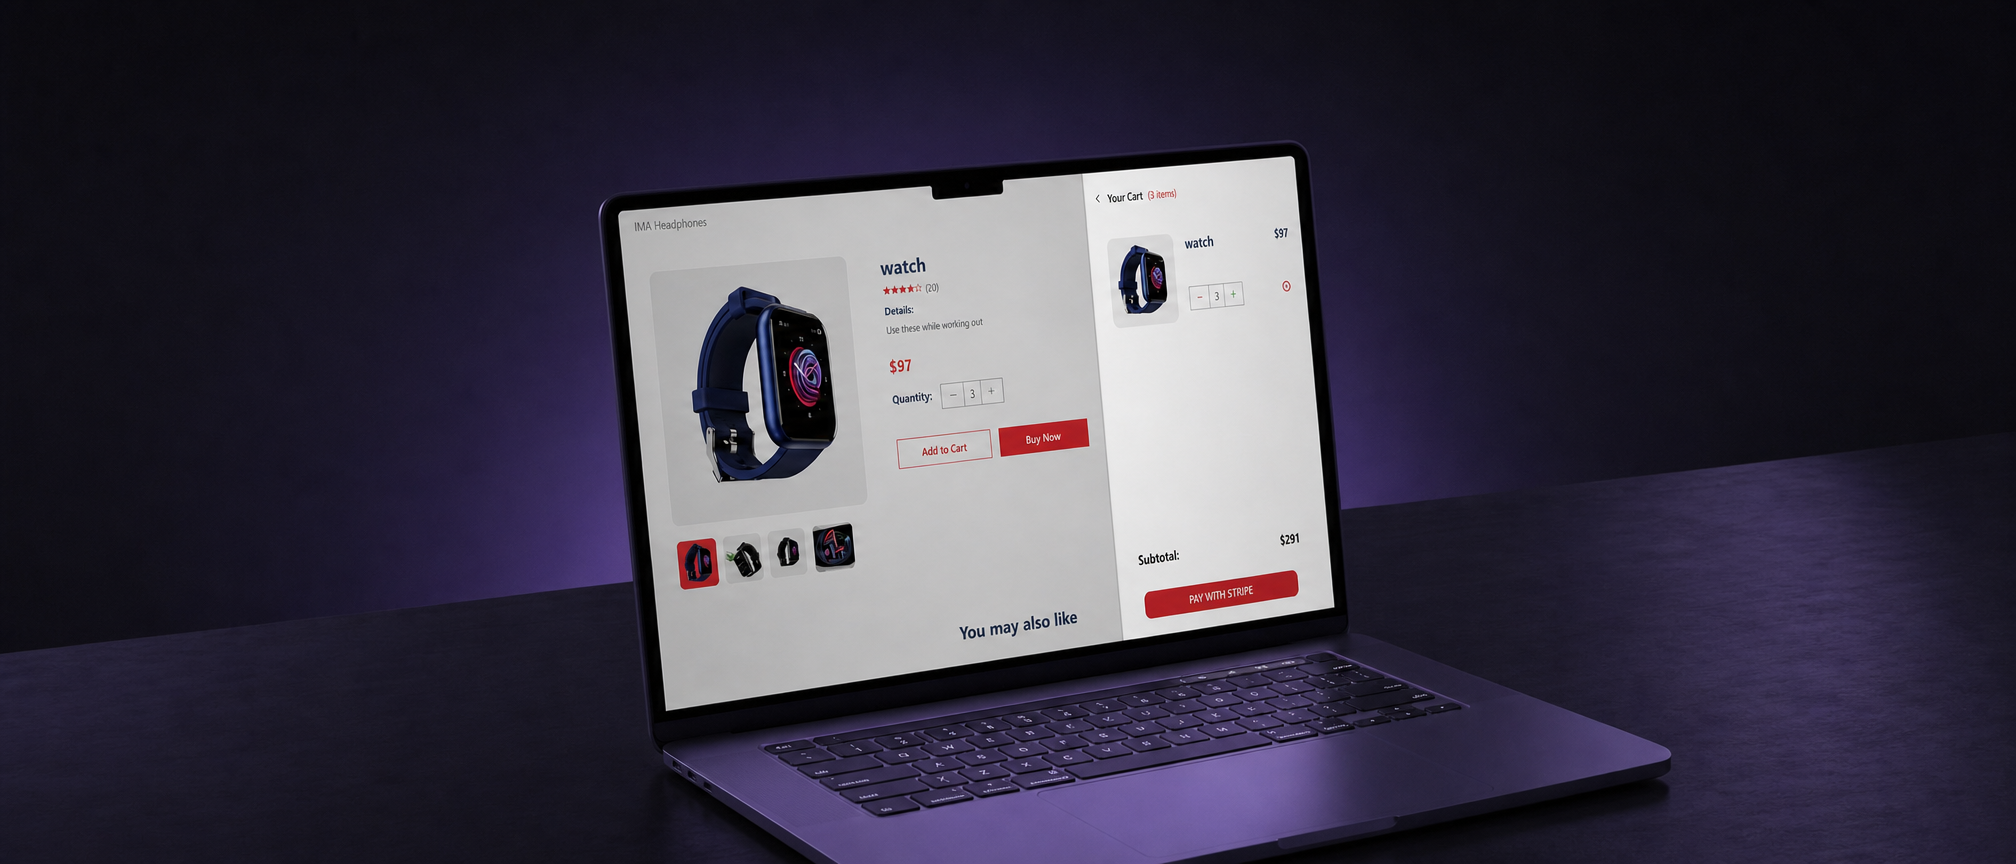 IMA Headphones
watch
(20)
Details:
Use these while working out
$97
Quantity: − 3 +
Add to Cart
Buy Now
You may also like
Your Cart (3 items)
watch
$97
− 3 +
Subtotal:
$291
PAY WITH STRIPE